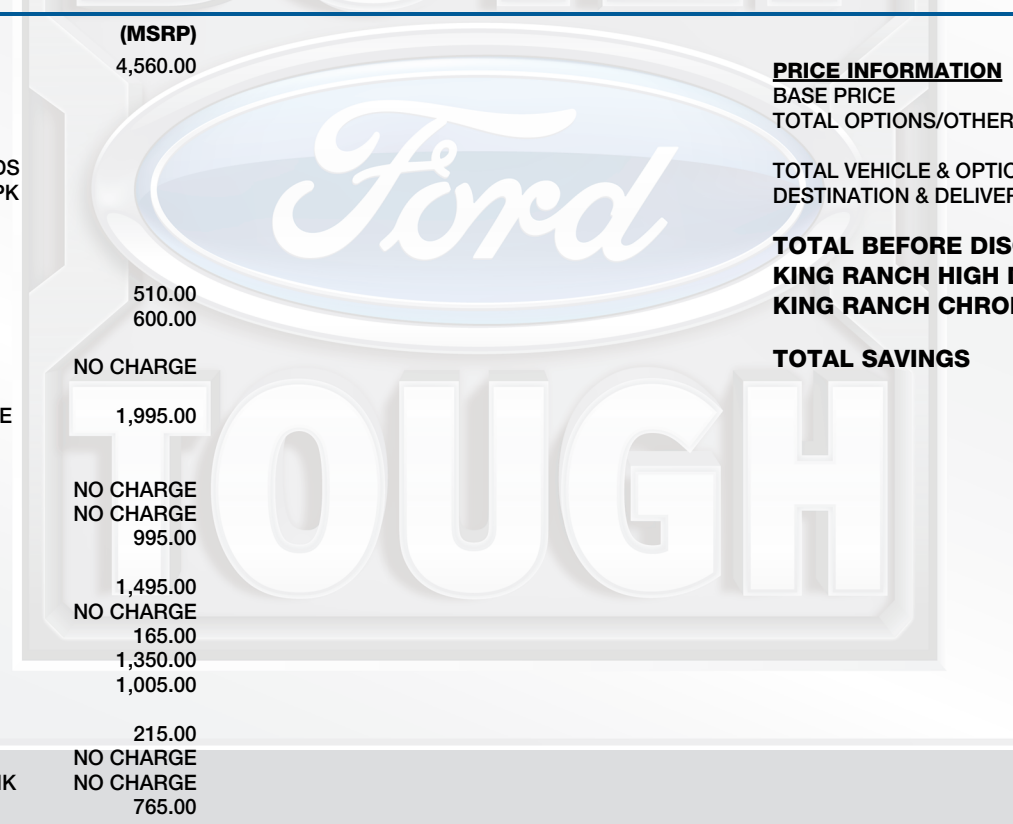 (MSRP)
4,560.00
DS
PK
510.00
600.00
NO CHARGE
E 1,995.00
NO CHARGE
NO CHARGE
995.00
1,495.00
NO CHARGE
165.00
1,350.00
1,005.00
215.00
NO CHARGE
NO CHARGE
765.00
PRICE INFORMATION
BASE PRICE
TOTAL OPTIONS/OTHER
TOTAL VEHICLE & OPTIO
DESTINATION & DELIVER
TOTAL BEFORE DIS
KING RANCH HIGH
KING RANCH CHRO
TOTAL SAVINGS
Ford
TOUGH